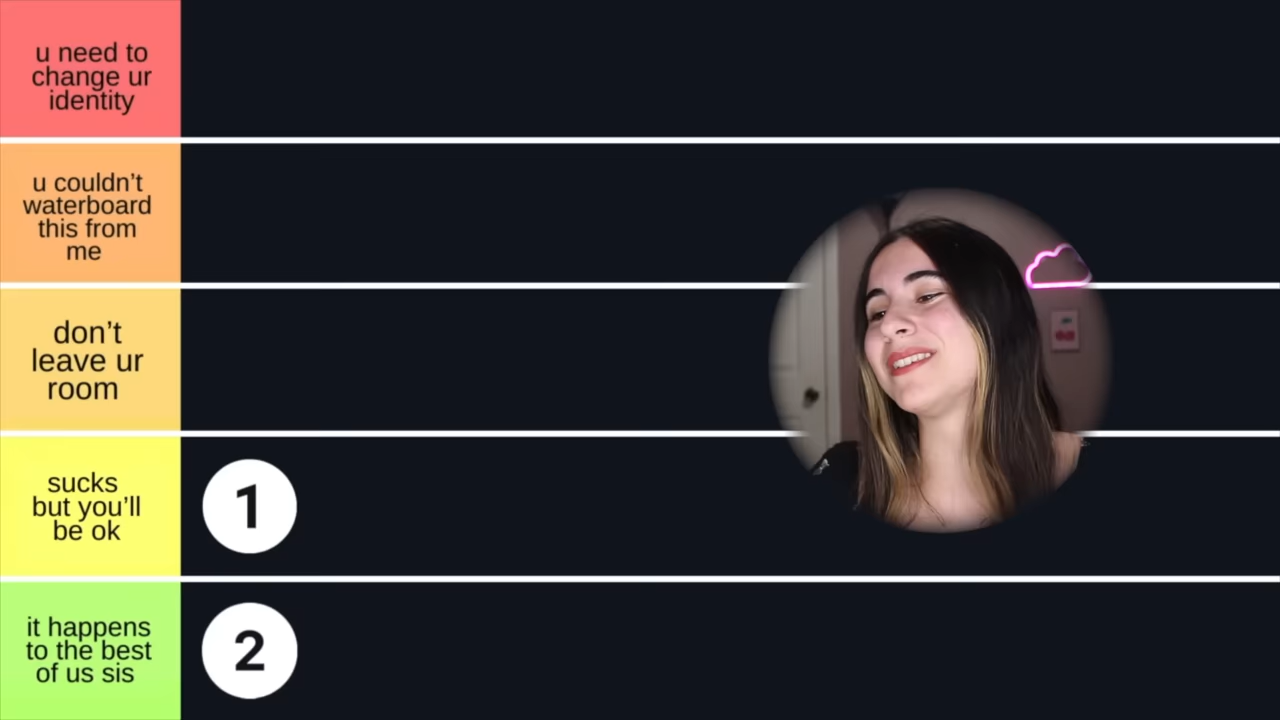 u need to
change ur
identity
u couldn't
waterboard
this from
me
don't
leave ur
room
sucks
but you'll
be ok
1
it happens
to the best
of us sis
2